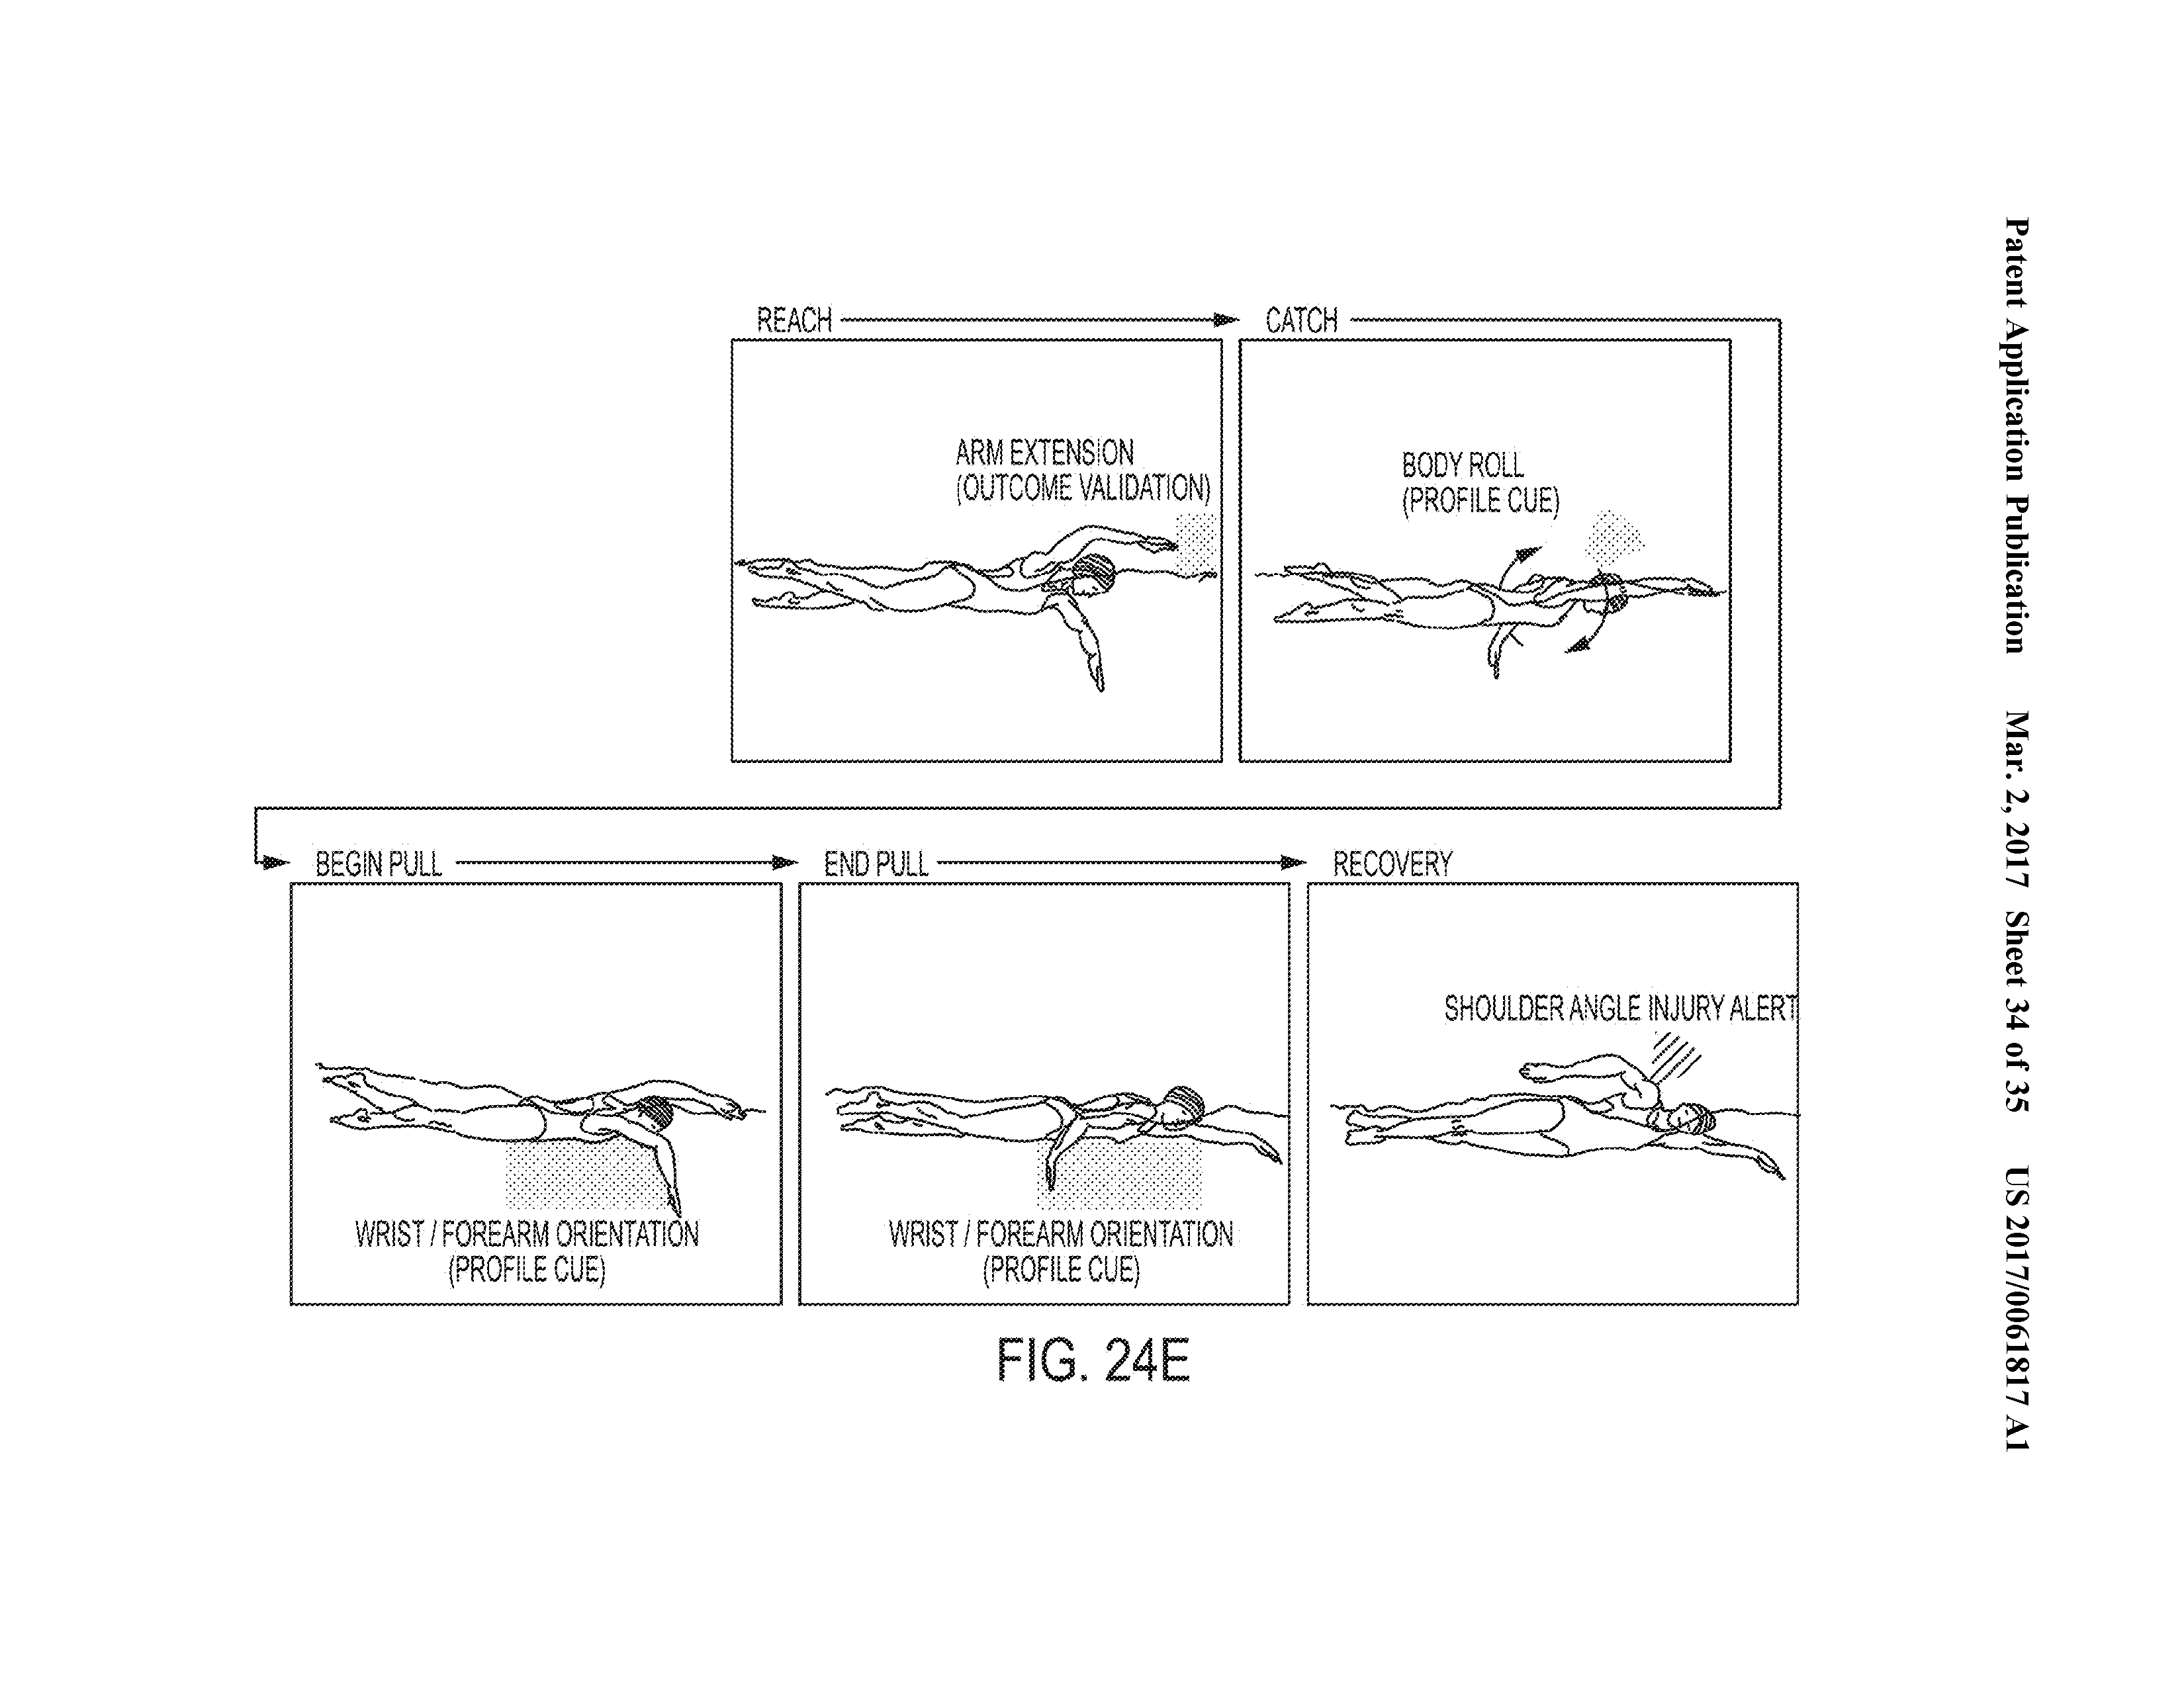 Patent Application Publication Mar. 2, 2017 Sheet 34 of 35 US 2017/0061817 A1
REACH
CATCH
ARM EXTENSION
(OUTCOME VALIDATION)
BODY ROLL
(PROFILE CUE)
BEGIN PULL
END PULL
RECOVERY
WRIST / FOREARM ORIENTATION
(PROFILE CUE)
WRIST / FOREARM ORIENTATION
(PROFILE CUE)
SHOULDER ANGLE INJURY ALERT
FIG. 24E